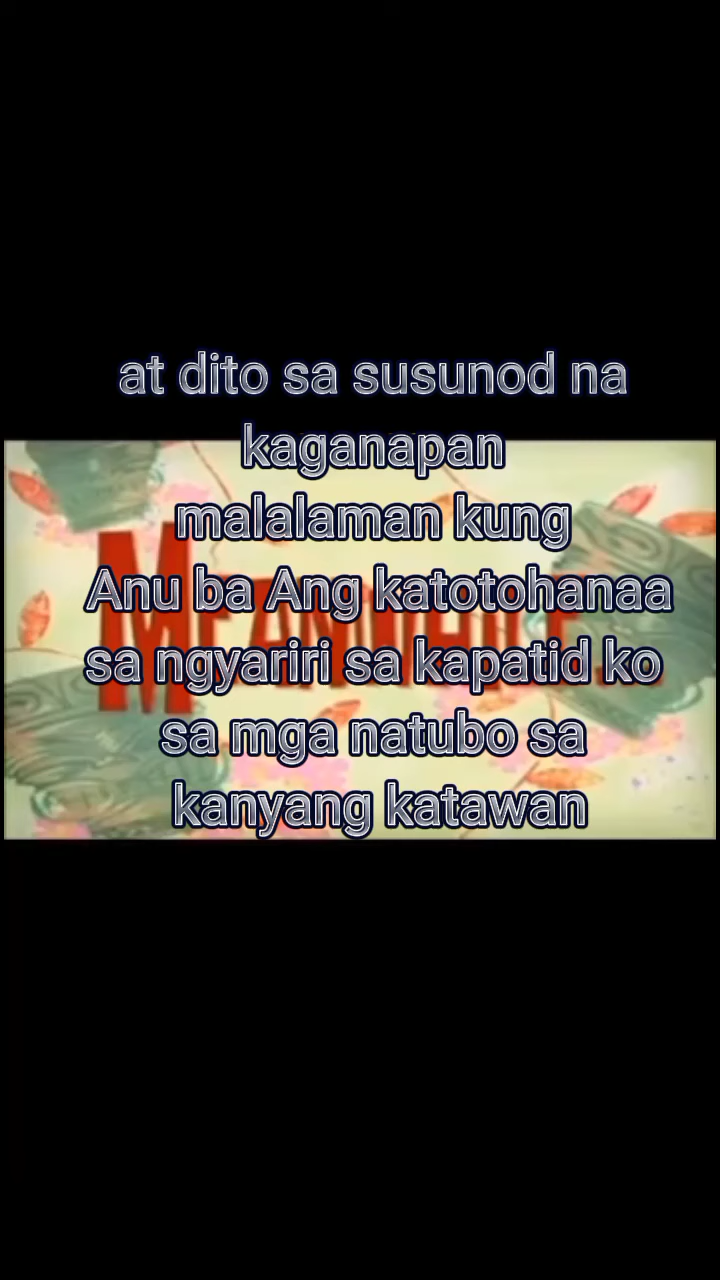 at dito sa susunod na
kaganapan
malalaman kung
Anu ba Ang katotohanaa
MEANWHILE...
sa ngyariri sa kapatid ko
sa mga natubo sa
kanyang katawan